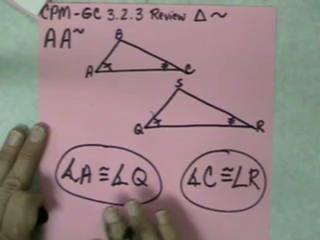 CPM-GC 3.2.3 Review △ ~
AA~
B
A
C
S
Q
R
∡A ≅ ∡Q
∡C ≅ ∡R